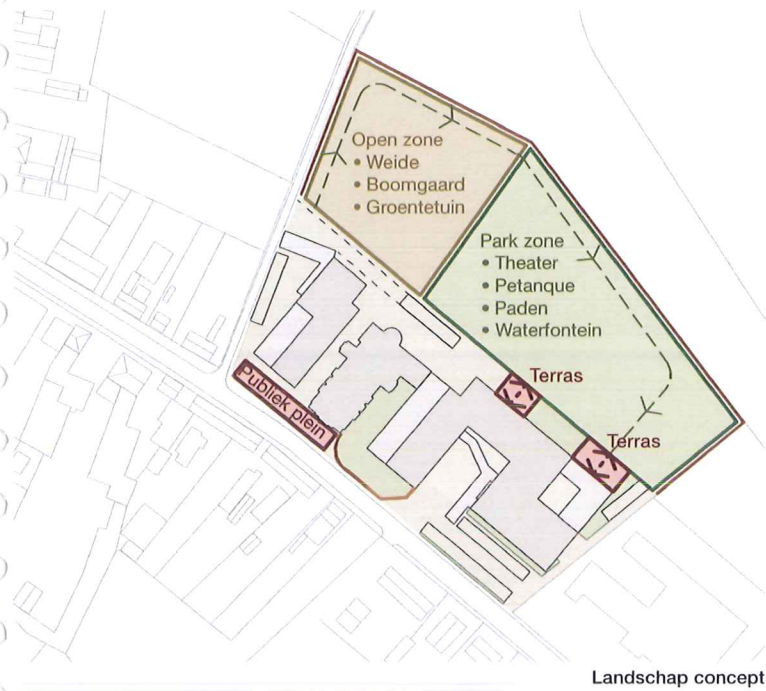 Open zone
• Weide
• Boomgaard
• Groentetuin
Park zone
• Theater
• Petanque
• Paden
• Waterfontein
Terras
Publiek plein
Terras
Landschap concept